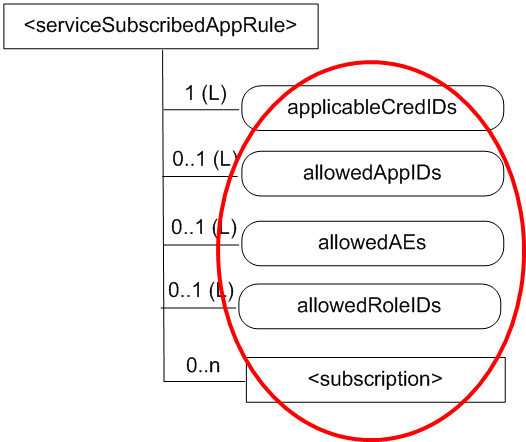 <serviceSubscribedAppRule>
1 (L)
applicableCredIDs
0..1 (L)
allowedAppIDs
0..1 (L)
allowedAEs
0..1 (L)
allowedRoleIDs
0..n
<subscription>